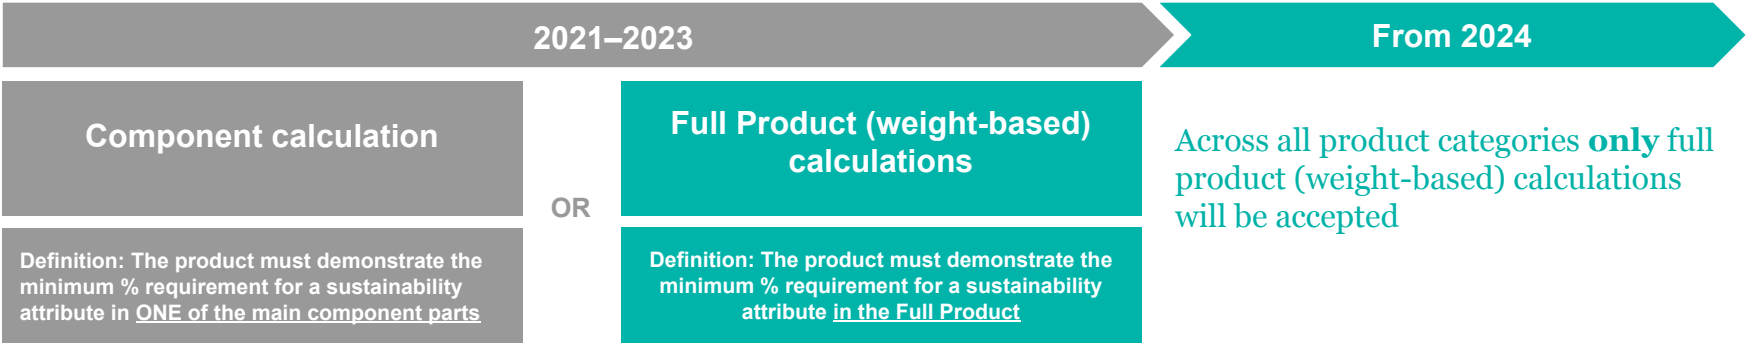 2021–2023
From 2024
Component calculation
Definition: The product must demonstrate the
minimum % requirement for a sustainability
attribute in ONE of the main component parts
OR
Full Product (weight-based)
calculations
Definition: The product must demonstrate the
minimum % requirement for a sustainability
attribute in the Full Product
Across all product categories only full
product (weight-based) calculations
will be accepted